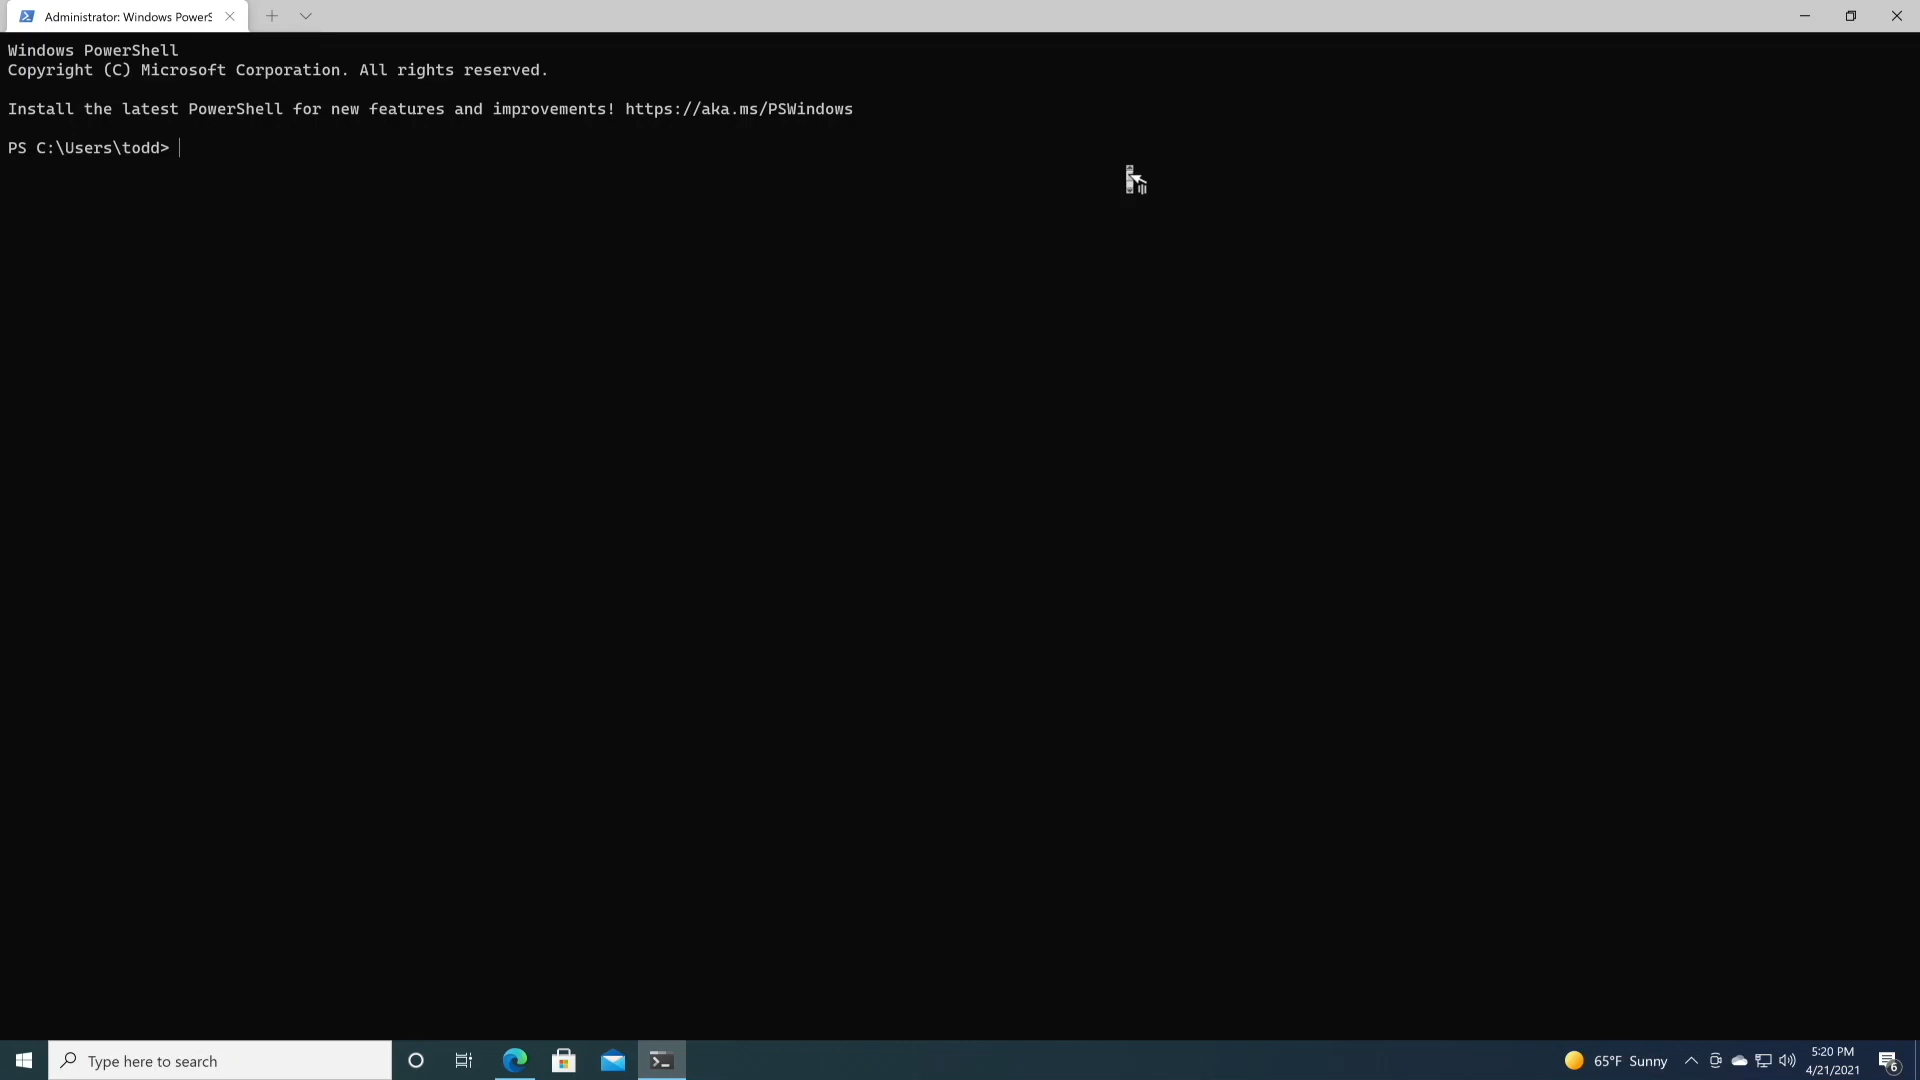 Administrator: Windows PowerS
Windows PowerShell
Copyright (C) Microsoft Corporation. All rights reserved.
Install the latest PowerShell for new features and improvements! https://aka.ms/PSWindows
PS C:\Users\todd>
Type here to search
65°F Sunny
5:20 PM
4/21/2021
6